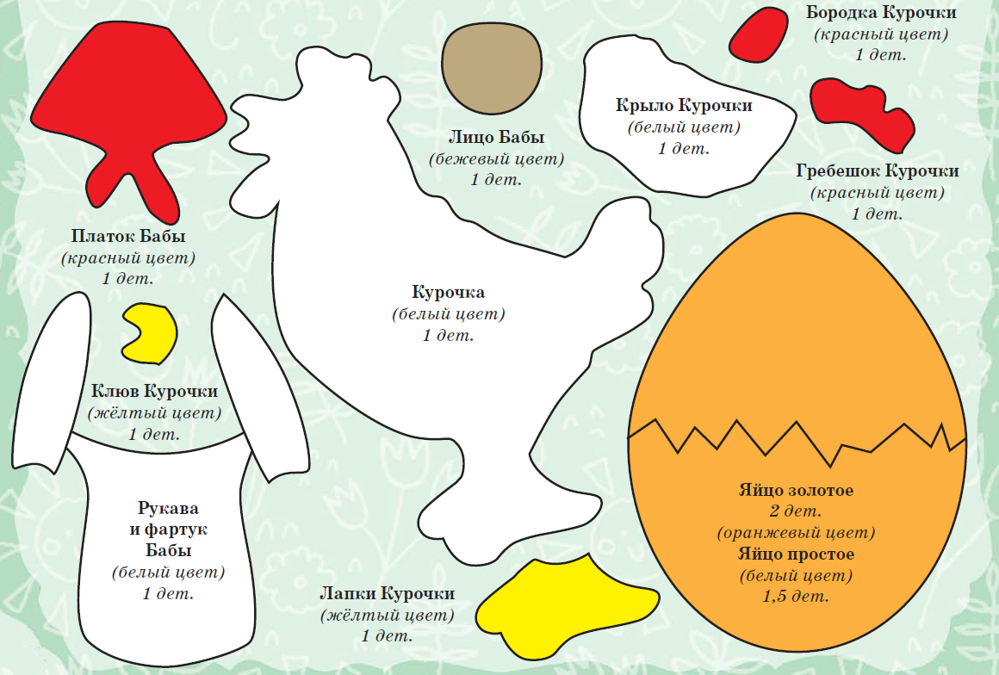 Бородка Курочки
(красный цвет)
1 дет.
Крыло Курочки
(белый цвет)
1 дет.
Лицо Бабы
(бежевый цвет)
1 дет.
Гребешок Курочки
(красный цвет)
1 дет.
Платок Бабы
(красный цвет)
1 дет.
Курочка
(белый цвет)
1 дет.
Клюв Курочки
(жёлтый цвет)
1 дет.
Рукава
и фартук
Бабы
(белый цвет)
1 дет.
Яйцо золотое
2 дет.
(оранжевый цвет)
Яйцо простое
(белый цвет)
1,5 дет.
Лапки Курочки
(жёлтый цвет)
1 дет.